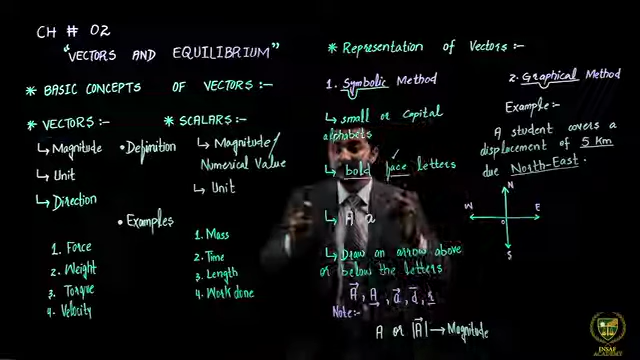 CH # 02
"VECTORS AND EQUILIBRIUM"
* BASIC CONCEPTS OF VECTORS:-
* VECTORS:-
↳ Magnitude
↳ Unit
↳ Direction
• Definition
• Examples
1. Force
2. Weight
3. Torque
4. Velocity
* SCALARS:-
↳ Magnitude/
Numerical Value
↳ Unit
1. Mass
2. Time
3. Length
4. Work done
* Representation of Vectors:-
1. Symbolic Method
↳ small or capital
alphabets
↳ bold face letters
↳ A a
↳ Draw an arrow above
or below the letters
Note:-
A or |A⃗| → Magnitude
2. Graphical Method
Example:-
A student covers a
displacement of 5 Km
due North-East.
N
W E
O
S
INSAF
ACADEMY